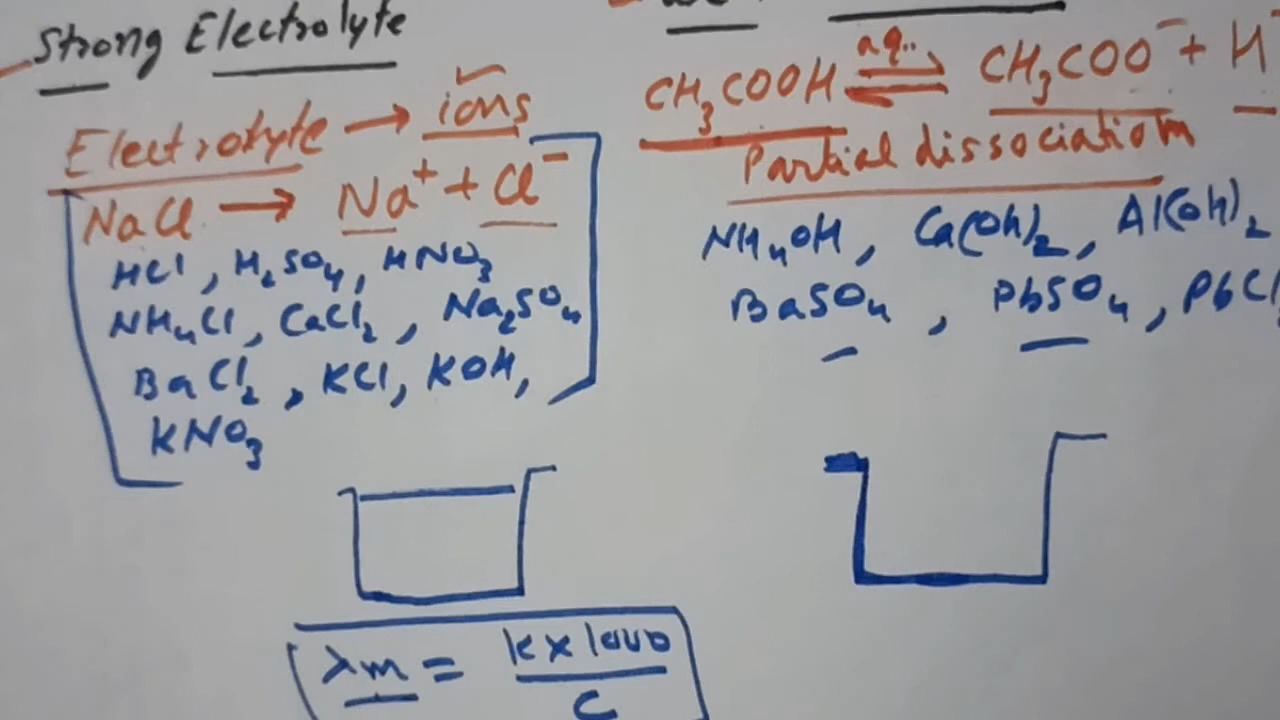 Strong Electrolyte
Electrolyte → ions
NaCl → Na⁺ + Cl⁻
HCl, H₂SO₄, HNO₃
NH₄Cl, CaCl₂, Na₂SO₄
BaCl₂, KCl, KOH,
KNO₃
CH₃COOH ⇌ CH₃COO⁻ + H
aq..
Partial dissociation
NH₄OH, Ca(OH)₂, Al(OH)₂
BaSO₄, PbSO₄, PbCl
λm = K × 1000
C